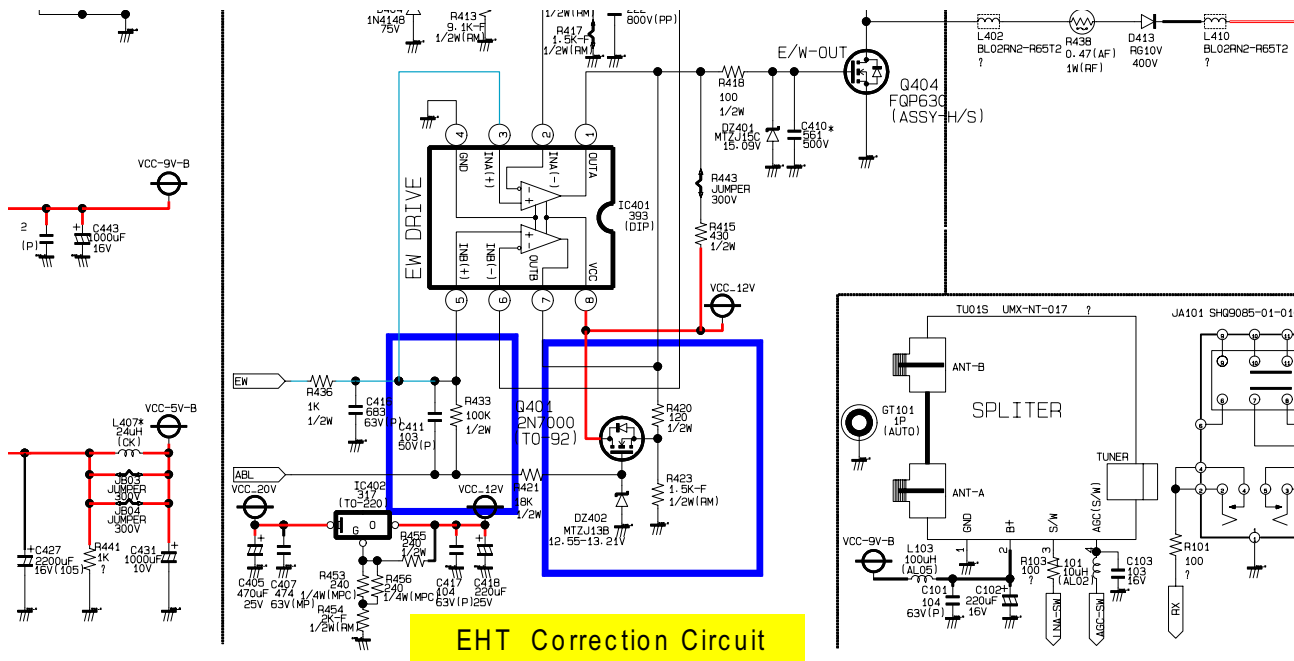 1N4148
75V
R413
9.1K-F
1/2W(RM)
1/2W(RM)
R417
1.5K-F
1/2W(RM)
800V(PP)
E/W-OUT
R418
100
1/2W
DZ401
MTZJ15C
15.09V
C410*
561
500V
Q404
FQP630
(ASSY-H/S)
L402
BL02RN2-R65T2
?
R438
0.47(AF)
1W(RF)
D413
RG10V
400V
L410
BL02RN2-R65T2
?
VCC-9V-B
2
(P)
C443
1000uF
16V
EW DRIVE
4
3
2
1
GND
INA(+)
INA(-)
OUTA
INB(+)
INB(-)
OUTB
VCC
5
6
7
8
IC401
393
(DIP)
R443
JUMPER
300V
R415
430
1/2W
VCC_12V
EW
R436
1K
1/2W
683
63V(P)
C411
103
50V(P)
R433
100K
1/2W
Q401
2N7000
(TO-92)
R420
120
1/2W
R423
1.5K-F
1/2W(RM)
DZ402
MTZJ13B
12.55-13.21V
ABL
R421
1/2W
VCC_20V
IC402
317
(TO-220)
G
O
VCC_12V
R455
240
1/2W
C405
470uF
25V
C407
474
63V(MP)
R453
240
1/4W(MPC)
R456
240
1/4W(MPC)
R454
2K-F
1/2W(RM)
C417
104
63V(P)
C418
220uF
25V
VCC-5V-B
L407*
24uH
(CK)
JB03
JUMPER
300V
JB04
JUMPER
300V
C427
2200uF
16V(105)
R441
1K
?
C431
1000uF
10V
TU01S UMX-NT-017 ?
ANT-B
SPLITER
GT101
1P
(AUTO)
ANT-A
TUNER
GND
B+
S/W
AGC(S/W)
1
2
3
4
VCC-9V-B
L103
100uH
(AL05)
C101
104
63V(P)
C102*
220uF
16V
R103
100
?
L101
10uH
(AL02)
C103
103
16V
LNA-SW
AGC-SW
JA101 SHQ9085-01-01
R101
100
?
RX
EHT Correction Circuit